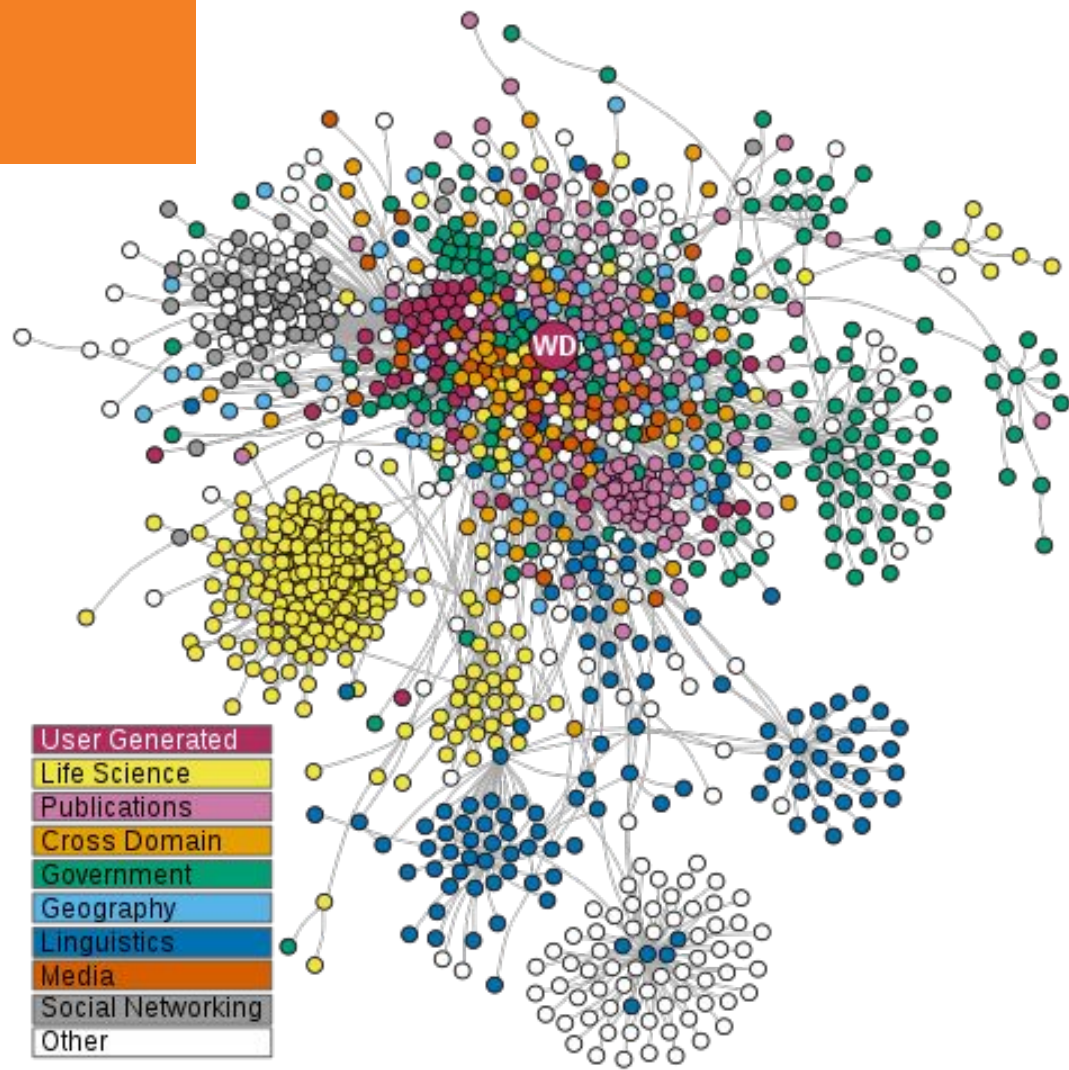 WD
User Generated
Life Science
Publications
Cross Domain
Government
Geography
Linguistics
Media
Social Networking
Other